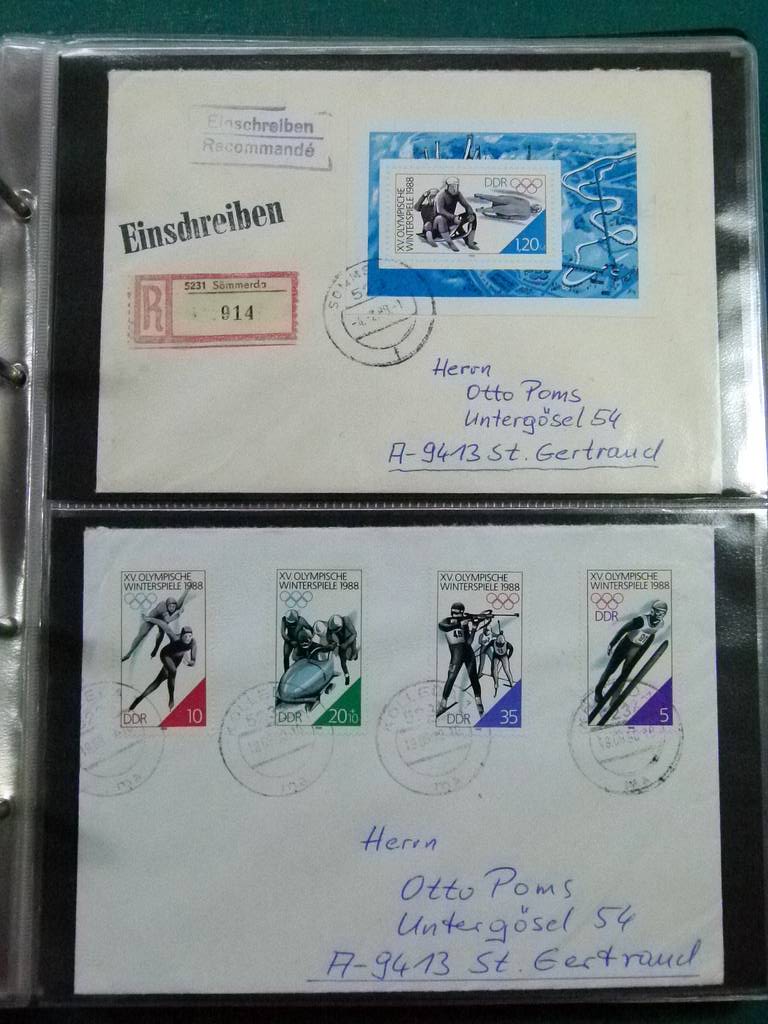 Einschreiben
Recommandé
Einschreiben
R
5231 Sömmerda
914
XV. OLYMPISCHE
WINTERSPIELE 1988
DDR
1,20
Herrn
Otto Poms
Untergösel 54
A-9413 St. Gertraud
XV. OLYMPISCHE
WINTERSPIELE 1988
DDR
10
XV. OLYMPISCHE
WINTERSPIELE 1988
DDR
20+10
XV. OLYMPISCHE
WINTERSPIELE 1988
DDR
35
XV. OLYMPISCHE
WINTERSPIELE 1988
DDR
5
Herrn
Otto Poms
Untergösel 54
A-9413 St. Gertraud